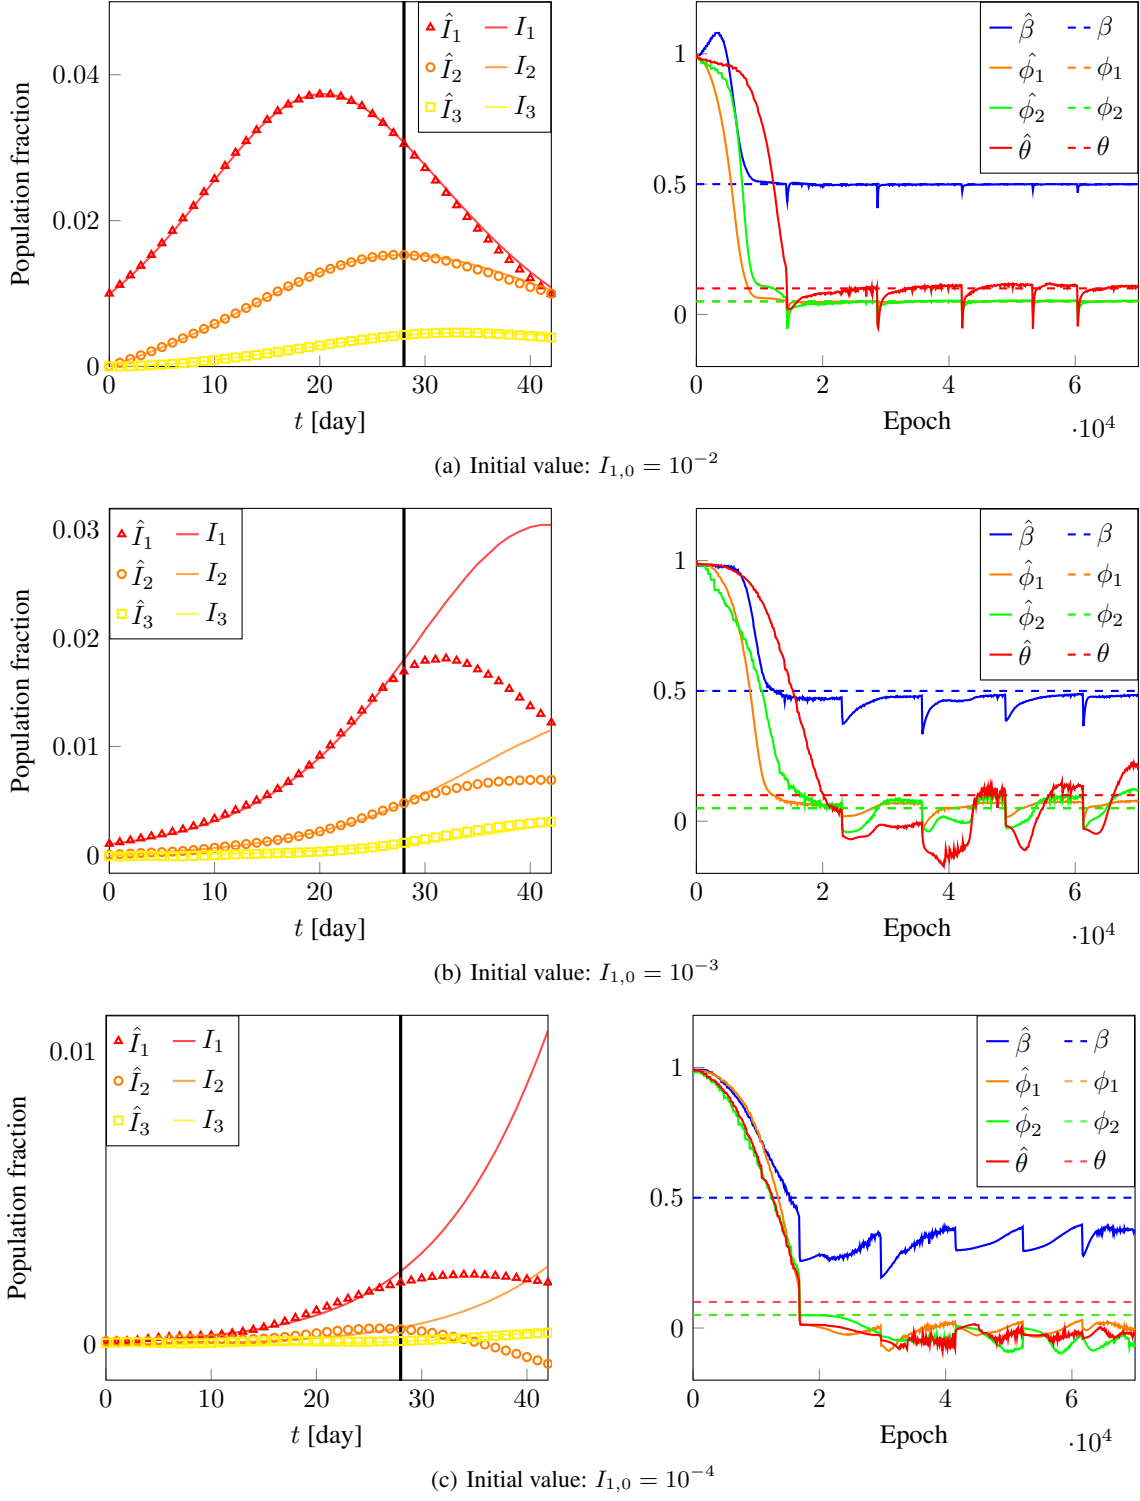 Population fraction
0.04
0.02
0
0 10 20 30 40
t [day]
Î₁ I₁
Î₂ I₂
Î₃ I₃
1
0.5
0
0 2 4 6
Epoch
·10⁴
β̂ β
ϕ̂₁ ϕ₁
ϕ̂₂ ϕ₂
θ̂ θ
(a) Initial value: I₁,₀ = 10⁻²
Population fraction
0.03
0.02
0.01
0
0 10 20 30 40
t [day]
Î₁ I₁
Î₂ I₂
Î₃ I₃
1
0.5
0
0 2 4 6
Epoch
·10⁴
β̂ β
ϕ̂₁ ϕ₁
ϕ̂₂ ϕ₂
θ̂ θ
(b) Initial value: I₁,₀ = 10⁻³
Population fraction
0.01
0
0 10 20 30 40
t [day]
Î₁ I₁
Î₂ I₂
Î₃ I₃
1
0.5
0
0 2 4 6
Epoch
·10⁴
β̂ β
ϕ̂₁ ϕ₁
ϕ̂₂ ϕ₂
θ̂ θ
(c) Initial value: I₁,₀ = 10⁻⁴